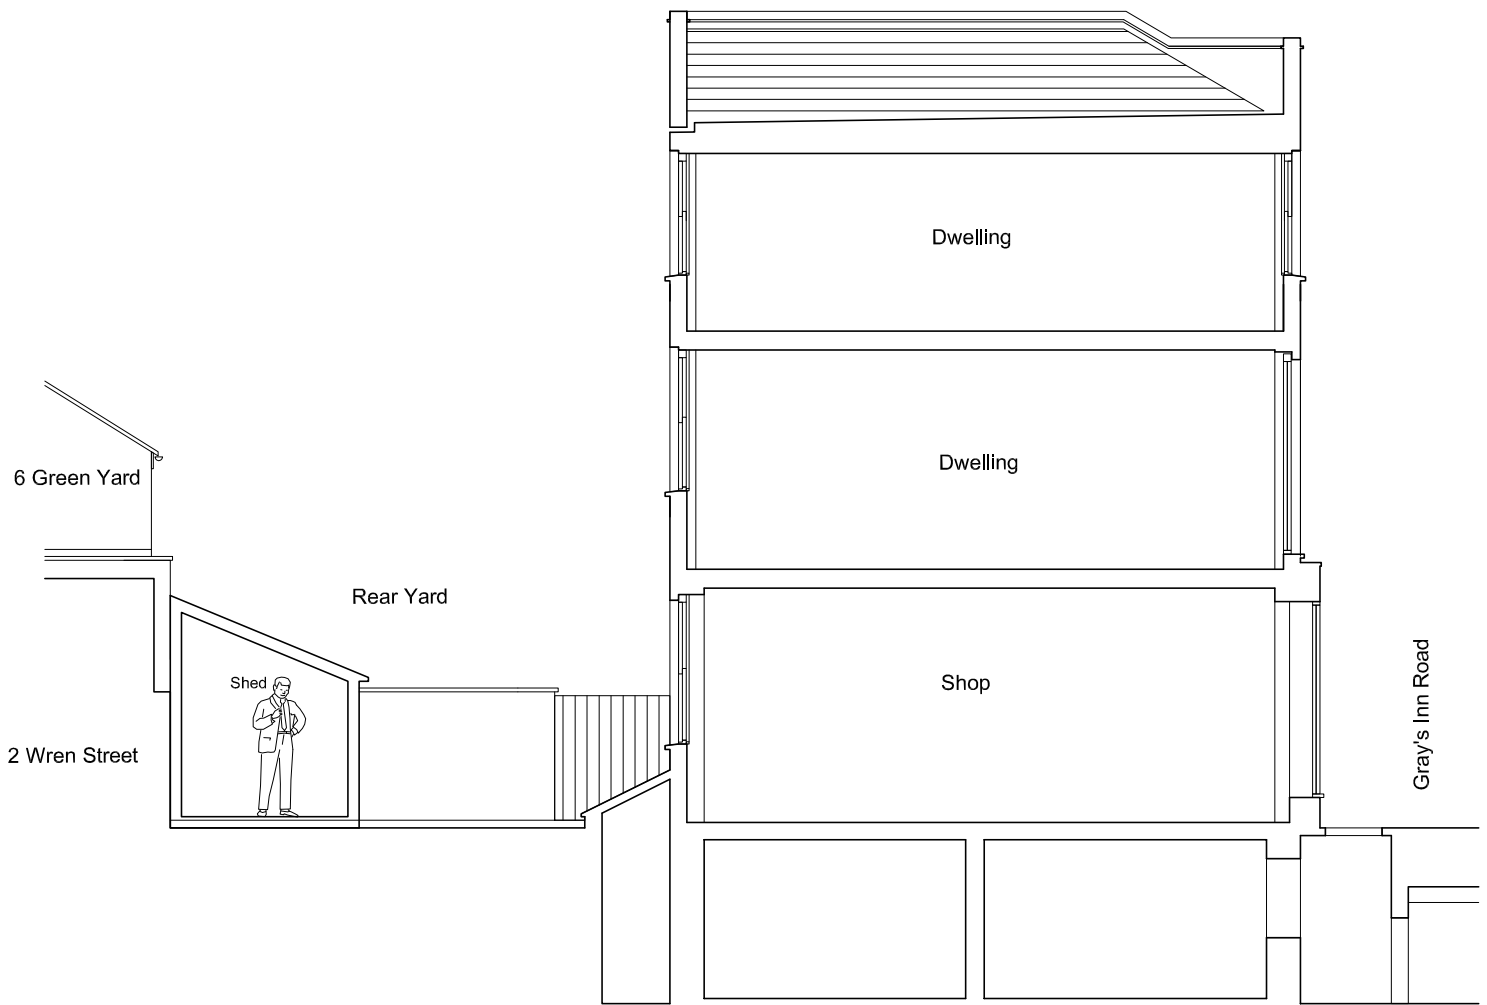 Dwelling
Dwelling
6 Green Yard
Rear Yard
Shed
Shop
2 Wren Street
Gray's Inn Road